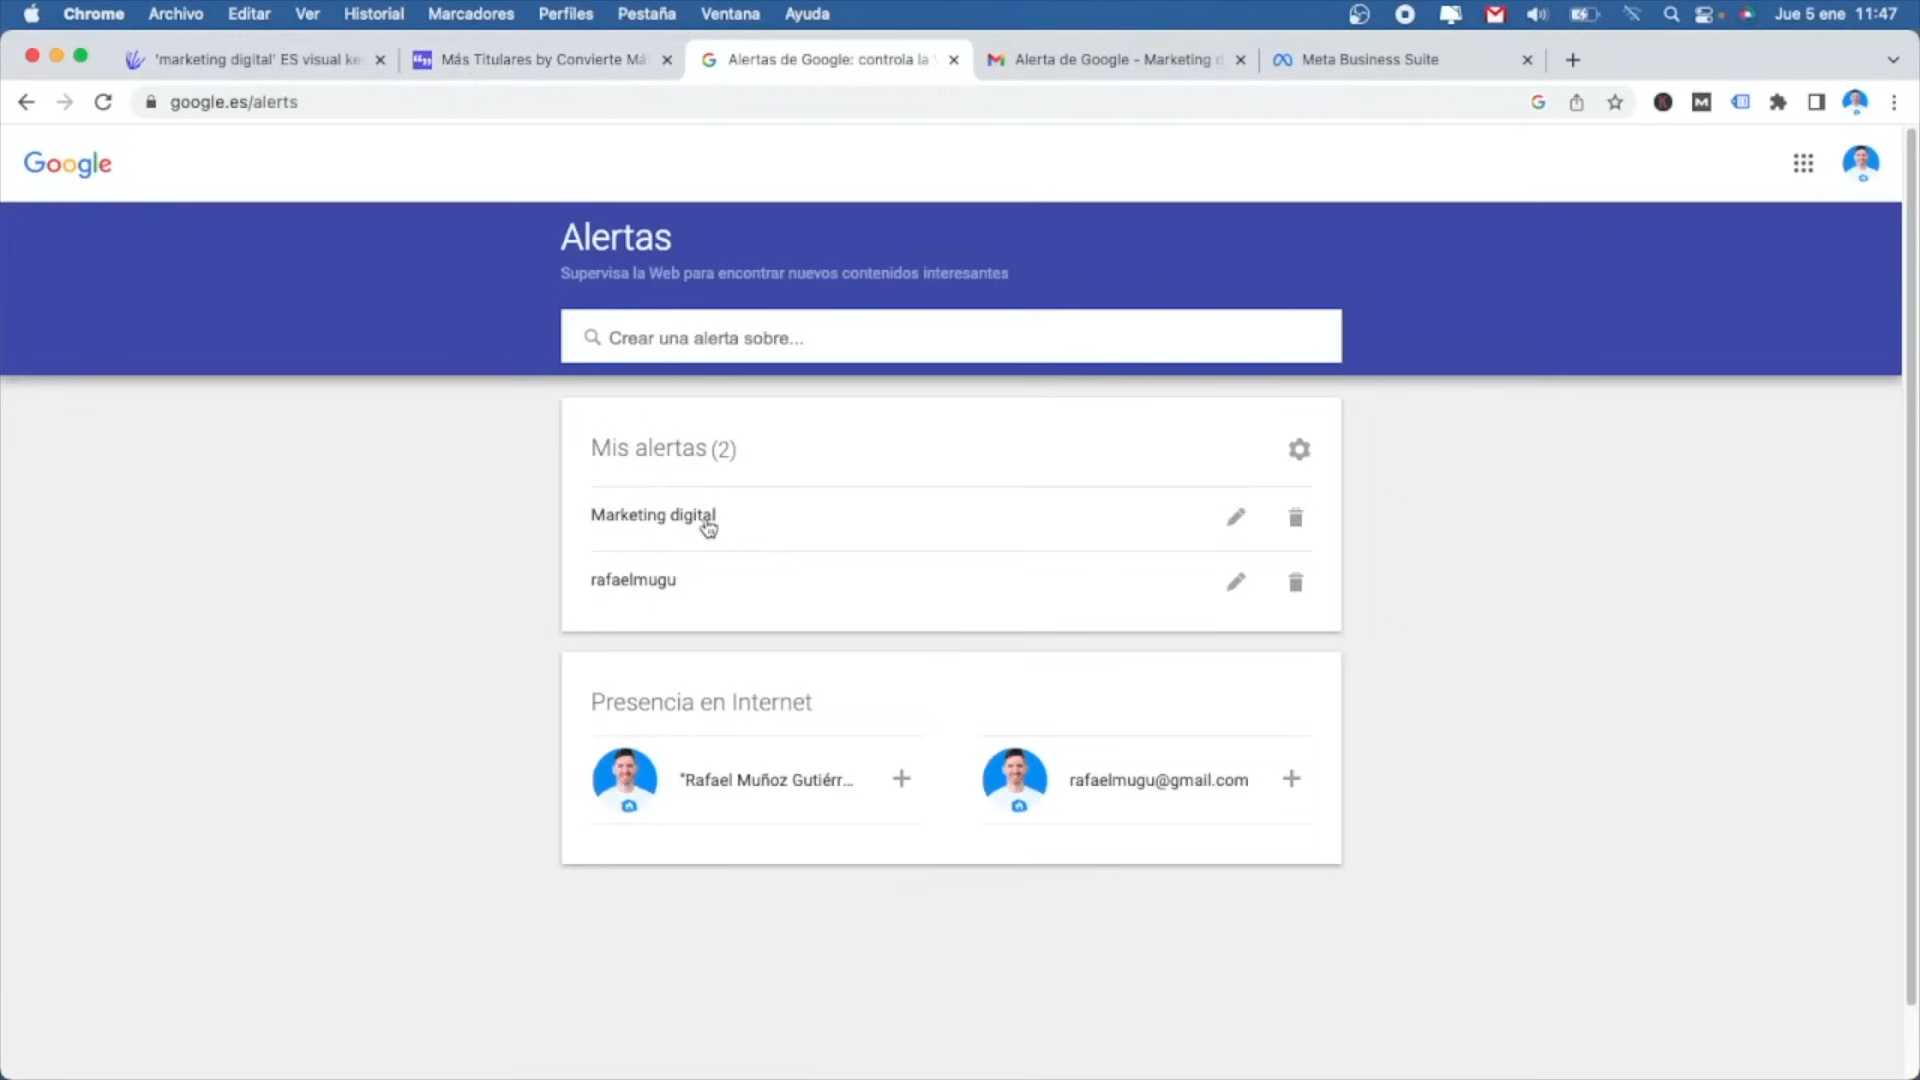 Chrome Archivo Editar Ver Historial Marcadores Perfiles Pestaña Ventana Ayuda Jue 5 ene 11:47
'marketing digital' ES visual ke
Más Titulares by Convierte Má
Alertas de Google: controla la
Alerta de Google - Marketing d
Meta Business Suite
google.es/alerts
Google
Alertas
Supervisa la Web para encontrar nuevos contenidos interesantes
Crear una alerta sobre...
Mis alertas (2)
Marketing digital
rafaelmugu
Presencia en Internet
"Rafael Muñoz Gutiérr...
rafaelmugu@gmail.com